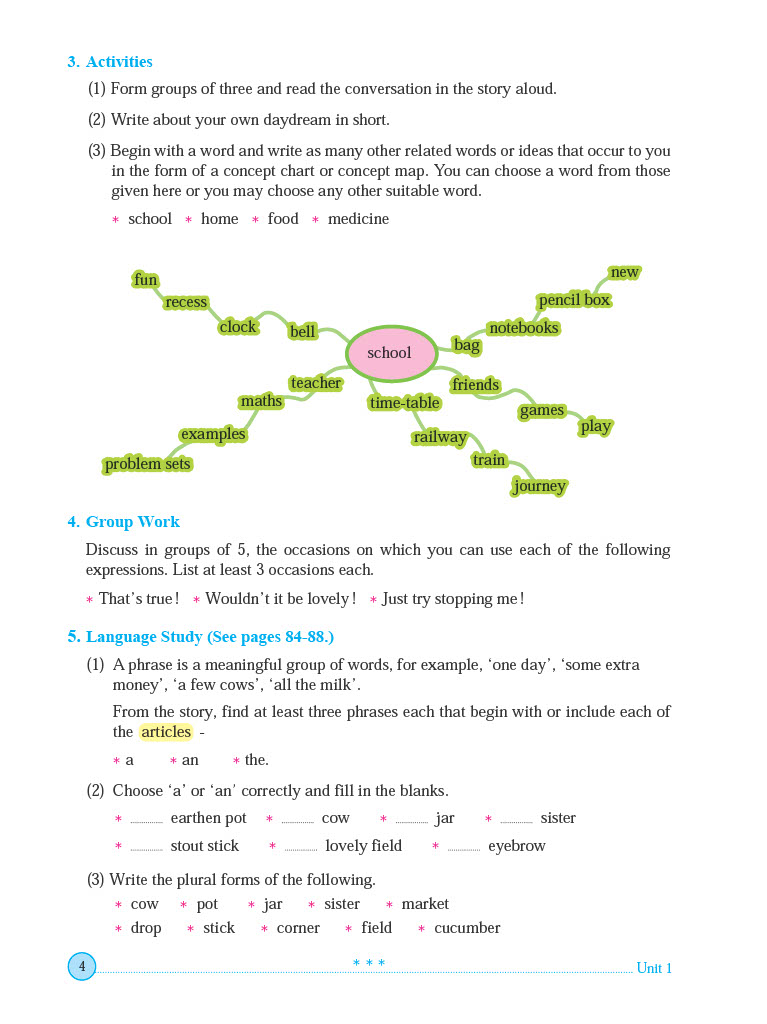 3. Activities
(1) Form groups of three and read the conversation in the story aloud.
(2) Write about your own daydream in short.
(3) Begin with a word and write as many other related words or ideas that occur to you
in the form of a concept chart or concept map. You can choose a word from those
given here or you may choose any other suitable word.
* school * home * food * medicine
fun
recess
clock
bell
school
bag
notebooks
pencil box
new
teacher
maths
examples
problem sets
time-table
railway
train
journey
friends
games
play
4. Group Work
Discuss in groups of 5, the occasions on which you can use each of the following
expressions. List at least 3 occasions each.
* That’s true! * Wouldn’t it be lovely! * Just try stopping me!
5. Language Study (See pages 84-88.)
(1) A phrase is a meaningful group of words, for example, ‘one day’, ‘some extra
money’, ‘a few cows’, ‘all the milk’.
From the story, find at least three phrases each that begin with or include each of
the articles -
* a * an * the.
(2) Choose ‘a’ or ‘an’ correctly and fill in the blanks.
* ................ earthen pot * ................ cow * ................ jar * ................ sister
* ................ stout stick * ................ lovely field * ................ eyebrow
(3) Write the plural forms of the following.
* cow * pot * jar * sister * market
* drop * stick * corner * field * cucumber
4 * * * Unit 1